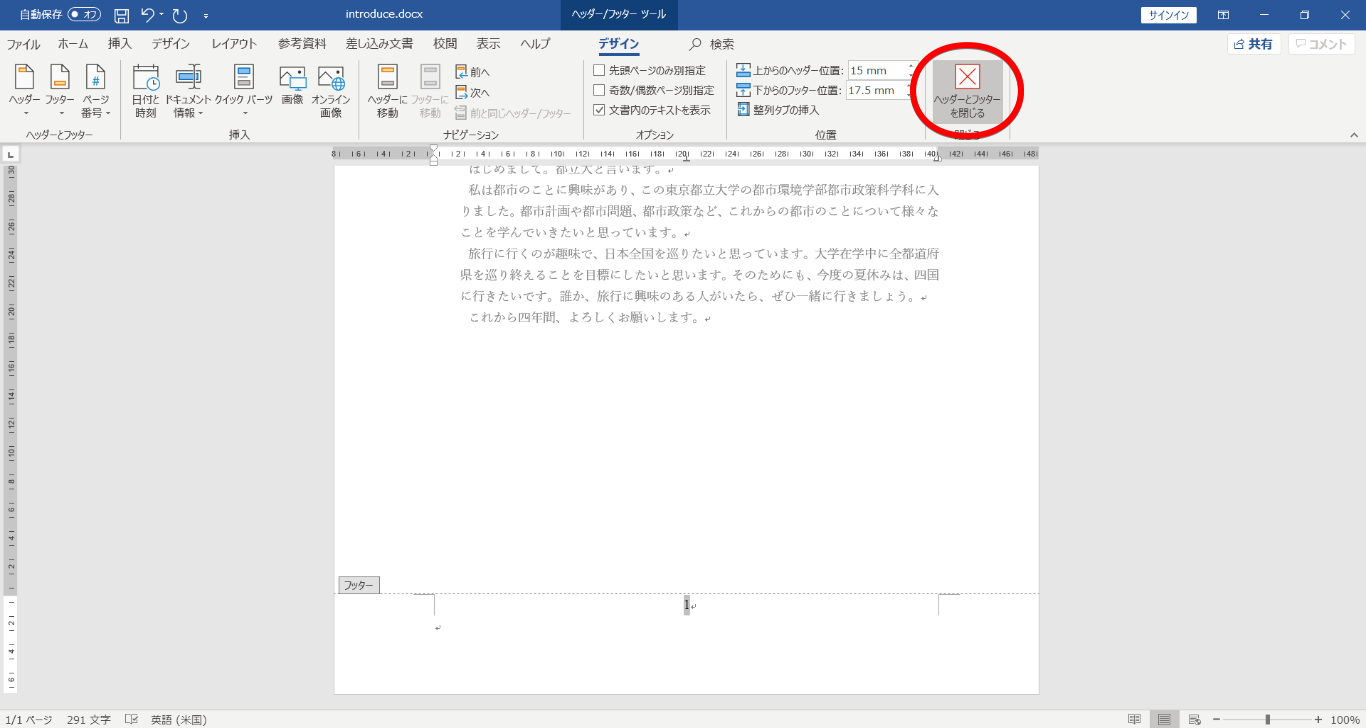 自動保存 オフ introduce.docx ヘッダー/フッター ツール サインイン
ファイル ホーム 挿入 デザイン レイアウト 参考資料 差し込み文書 校閲 表示 ヘルプ デザイン 検索 共有 コメント
ヘッダー フッター ページ番号
ヘッダーとフッター
日付と時刻 ドキュメント情報 クイック パーツ 画像 オンライン画像
挿入
ヘッダーに移動 フッターに移動
前へ
次へ
前と同じヘッダー/フッター
ナビゲーション
先頭ページのみ別指定
奇数/偶数ページ別指定
文書内のテキストを表示
オプション
上からのヘッダー位置: 15 mm
下からのフッター位置: 17.5 mm
整列タブの挿入
位置
ヘッダーとフッターを閉じる
閉じる
はじめまして。都立大と言います。
私は都市のことに興味があり、この東京都立大学の都市環境学部都市政策科学科に入
りました。都市計画や都市問題、都市政策など、これからの都市のことについて様々な
ことを学んでいきたいと思っています。
旅行に行くのが趣味で、日本全国を巡りたいと思っています。大学在学中に全都道府
県を巡り終えることを目標にしたいと思います。そのためにも、今度の夏休みは、四国
に行きたいです。誰か、旅行に興味のある人がいたら、ぜひ一緒に行きましょう。
これから四年間、よろしくお願いします。
フッター
1
1/1 ページ 291 文字 英語 (米国) 100%